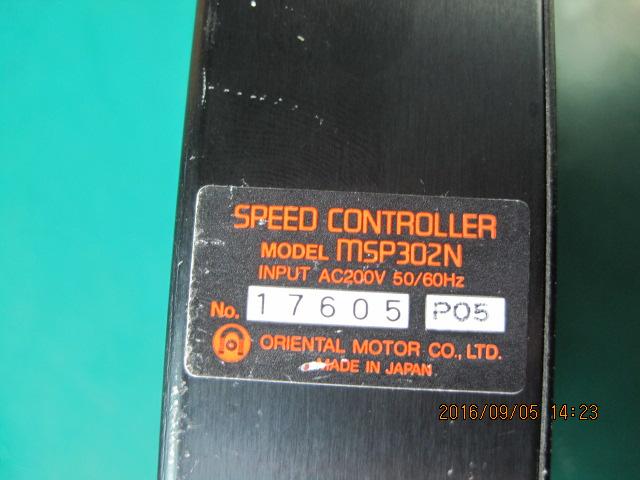 SPEED CONTROLLER
MODEL MSP302N
INPUT AC200V 50/60Hz
No. 17605 P05
ORIENTAL MOTOR CO., LTD.
MADE IN JAPAN
2016/09/05 14:23